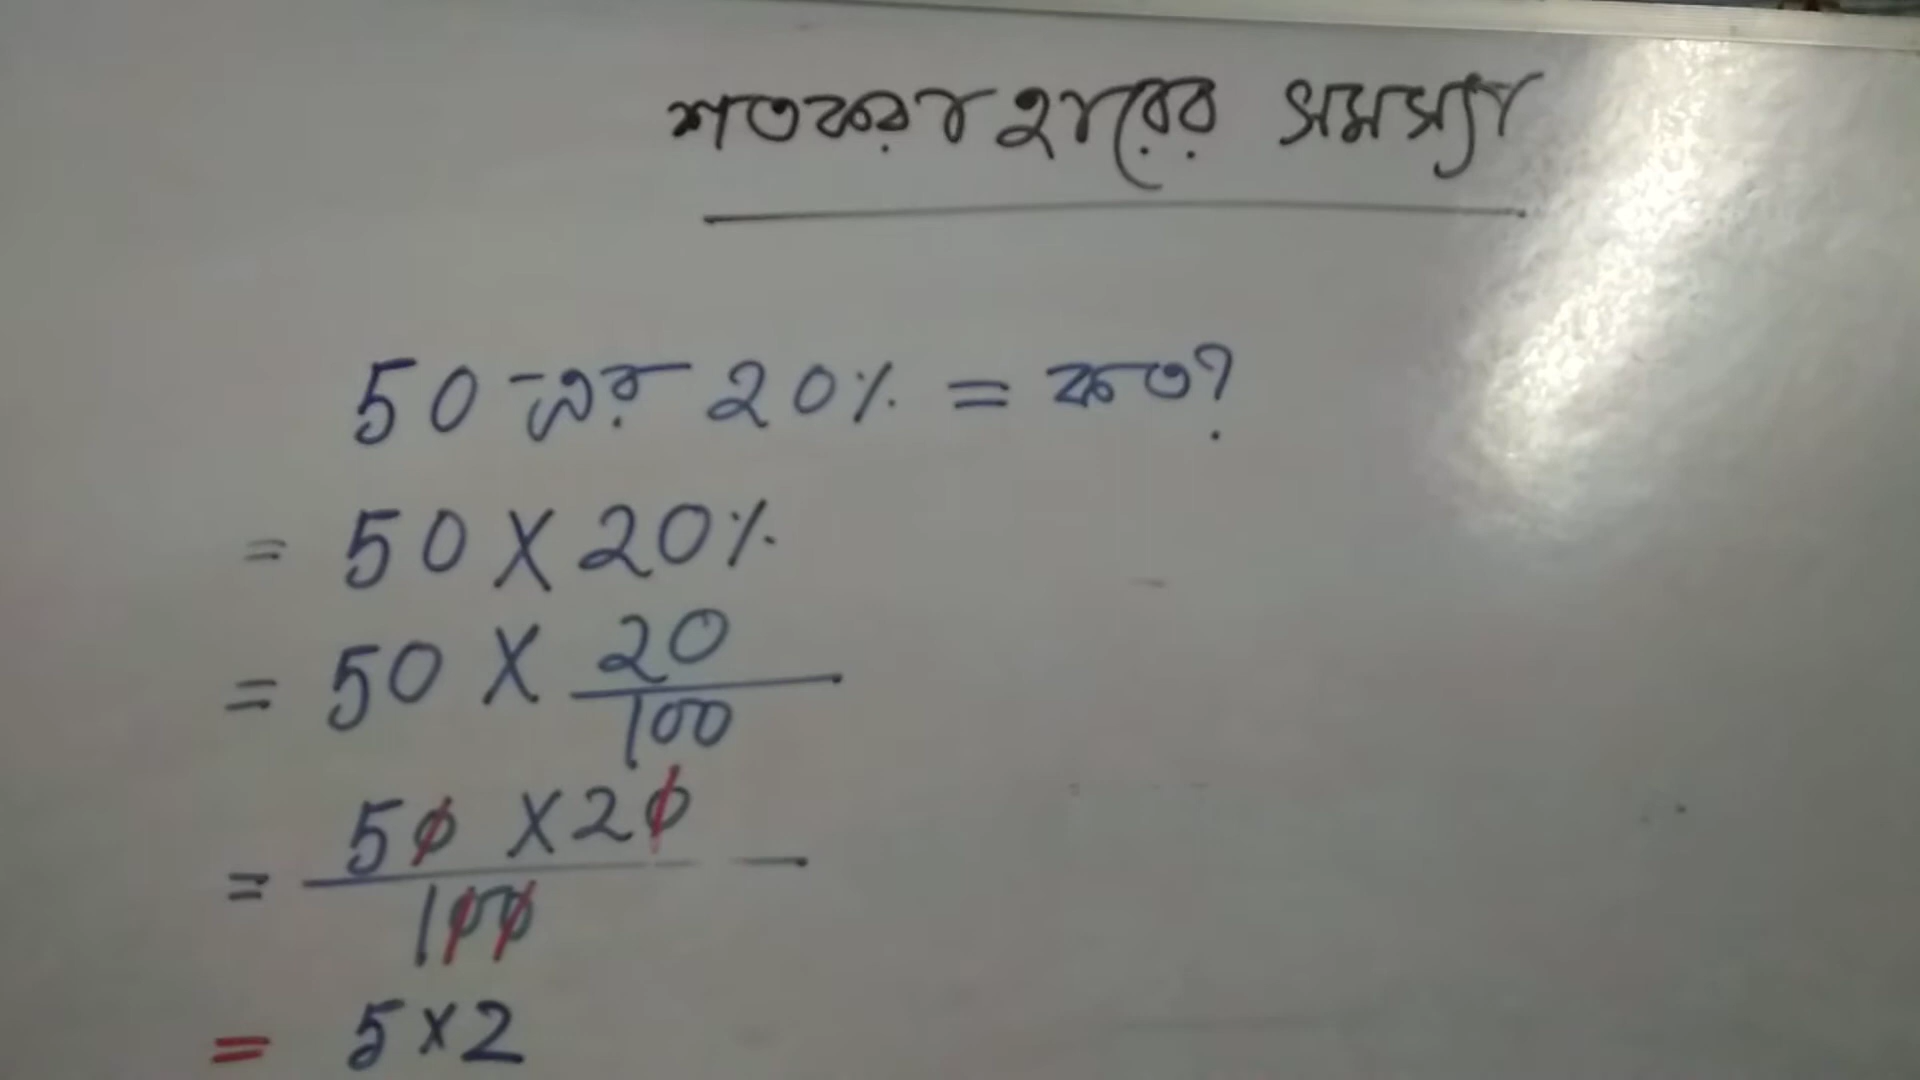 শতকরা হারের সমস্যা
50 এর 20% = কত?
= 50 X 20%
= 50 X 20/100
= 50 X 20/100
= 5 x 2